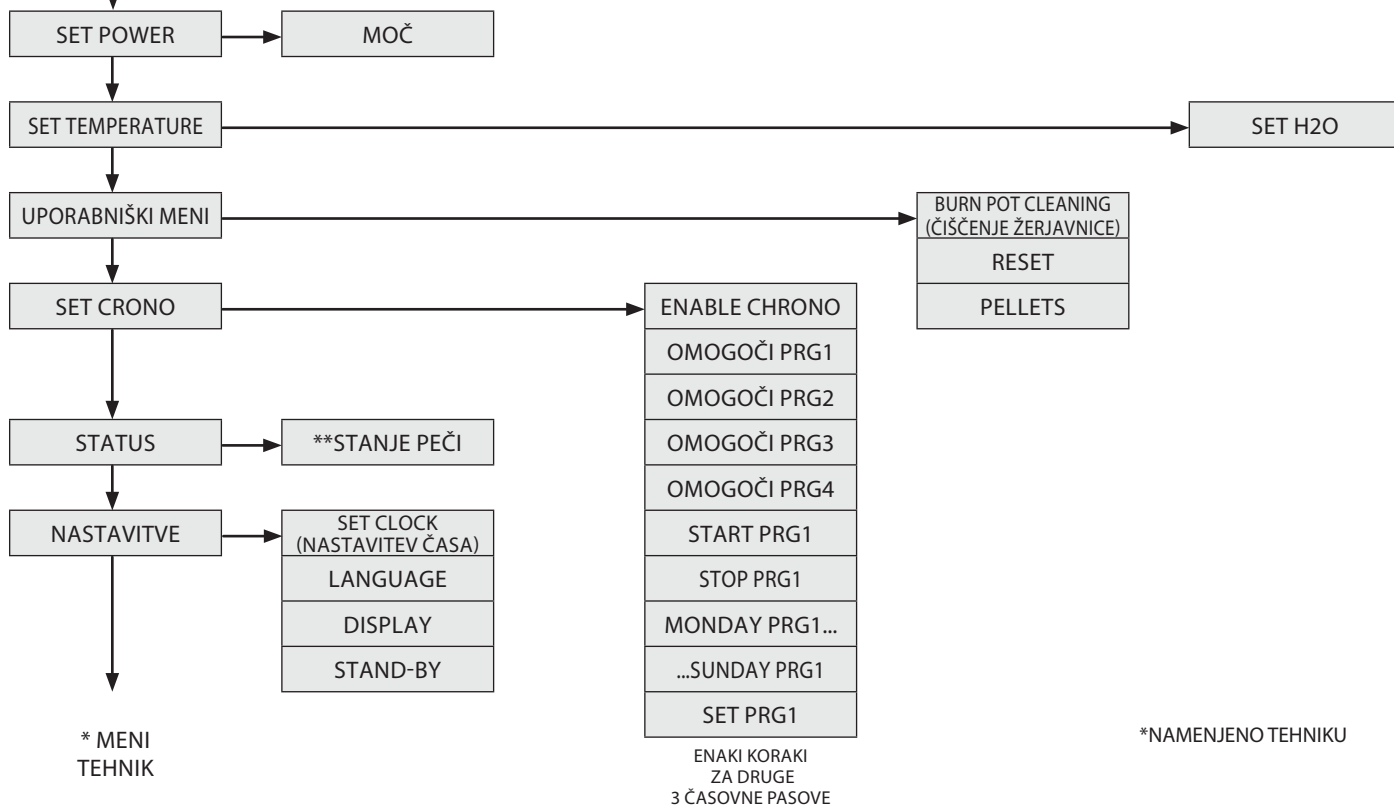 SET POWER
MOČ
SET TEMPERATURE
SET H2O
UPORABNIŠKI MENI
BURN POT CLEANING
(ČIŠČENJE ŽERJAVNICE)
RESET
PELLETS
SET CRONO
ENABLE CHRONO
OMOGOČI PRG1
OMOGOČI PRG2
OMOGOČI PRG3
OMOGOČI PRG4
START PRG1
STOP PRG1
MONDAY PRG1...
...SUNDAY PRG1
SET PRG1
ENAKI KORAKI
ZA DRUGE
3 ČASOVNE PASOVE
STATUS
**STANJE PEČI
NASTAVITVE
SET CLOCK
(NASTAVITEV ČASA)
LANGUAGE
DISPLAY
STAND-BY
* MENI
TEHNIK
*NAMENJENO TEHNIKU